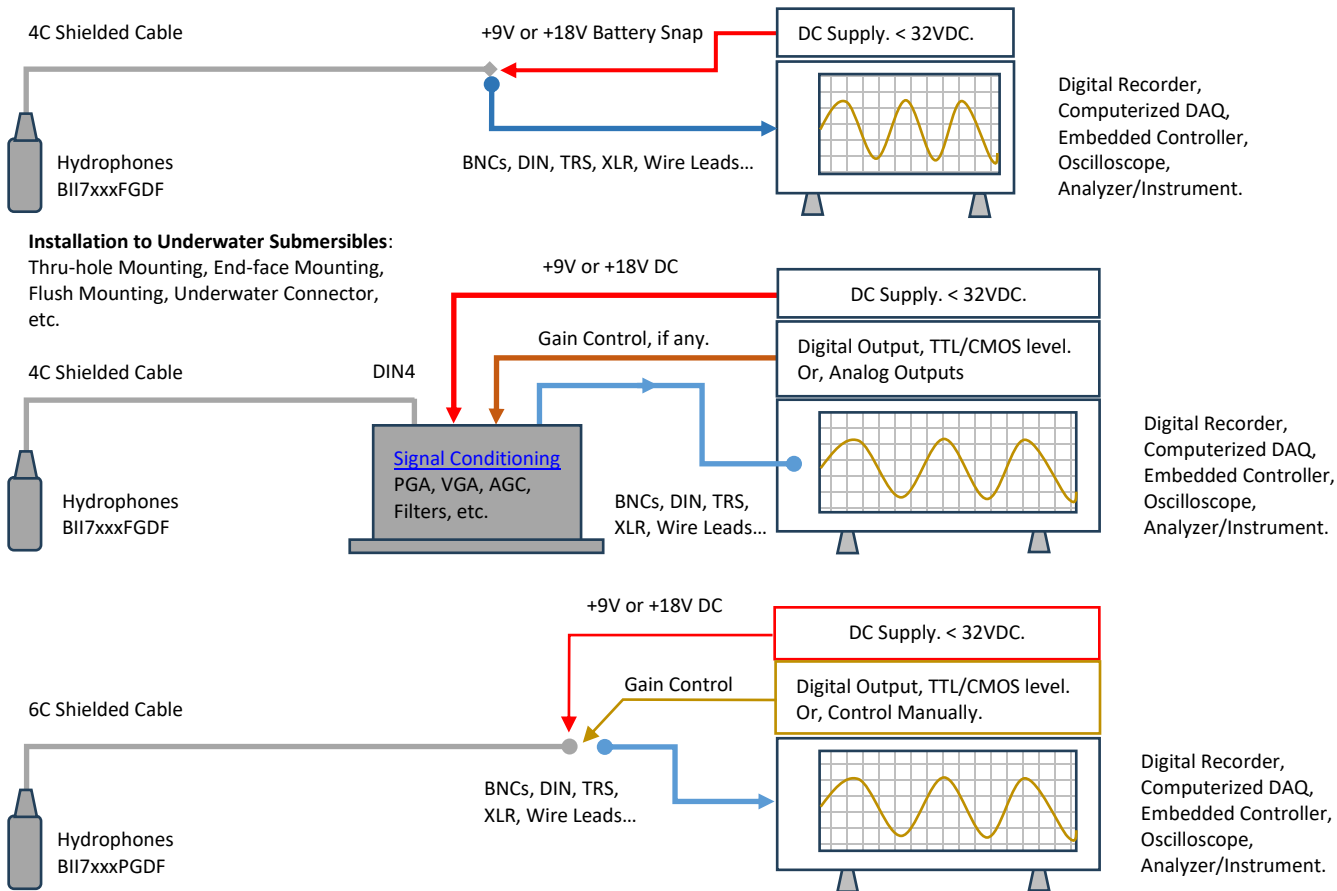 4C Shielded Cable
+9V or +18V Battery Snap
DC Supply. < 32VDC.
Hydrophones
BII7xxxFGDF
BNCs, DIN, TRS, XLR, Wire Leads...
Digital Recorder,
Computerized DAQ,
Embedded Controller,
Oscilloscope,
Analyzer/Instrument.
Installation to Underwater Submersibles:
Thru-hole Mounting, End-face Mounting,
Flush Mounting, Underwater Connector,
etc.
+9V or +18V DC
DC Supply. < 32VDC.
Gain Control, if any.
Digital Output, TTL/CMOS level.
Or, Analog Outputs
4C Shielded Cable
DIN4
Signal Conditioning
PGA, VGA, AGC,
Filters, etc.
Hydrophones
BII7xxxFGDF
BNCs, DIN, TRS,
XLR, Wire Leads...
Digital Recorder,
Computerized DAQ,
Embedded Controller,
Oscilloscope,
Analyzer/Instrument.
+9V or +18V DC
DC Supply. < 32VDC.
Gain Control
Digital Output, TTL/CMOS level.
Or, Control Manually.
6C Shielded Cable
BNCs, DIN, TRS,
XLR, Wire Leads...
Hydrophones
BII7xxxPGDF
Digital Recorder,
Computerized DAQ,
Embedded Controller,
Oscilloscope,
Analyzer/Instrument.